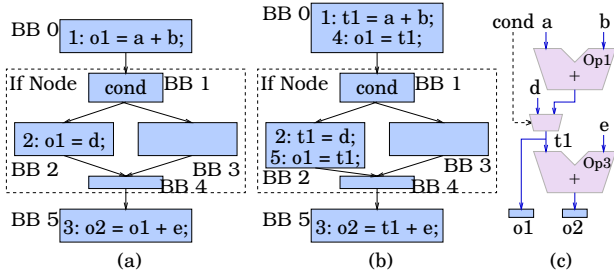 BB 0
1: o1 = a + b;
If Node
cond
BB 1
2: o1 = d;
BB 2
BB 3
BB 4
BB 5
3: o2 = o1 + e;
(a)
BB 0
1: t1 = a + b;
4: o1 = t1;
If Node
cond
BB 1
2: t1 = d;
5: o1 = t1;
BB 2
BB 3
BB 4
BB 5
3: o2 = t1 + e;
(b)
cond a b
Op1
+
d
t1
e
Op3
+
o1 o2
(c)